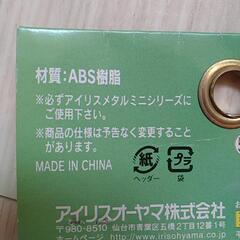 材質:ABS樹脂
※必ずアイリスメタルミニシリーズに
ご使用下さい。
※商品の仕様は予告なく変更すること
があります。
MADE IN CHINA
紙
ヘッダー
プラ
袋
アイリスオーヤマ株式会社
〒980-8510 仙台市青葉区五橋2丁目12
ホームページ http://www.irisohyama.co